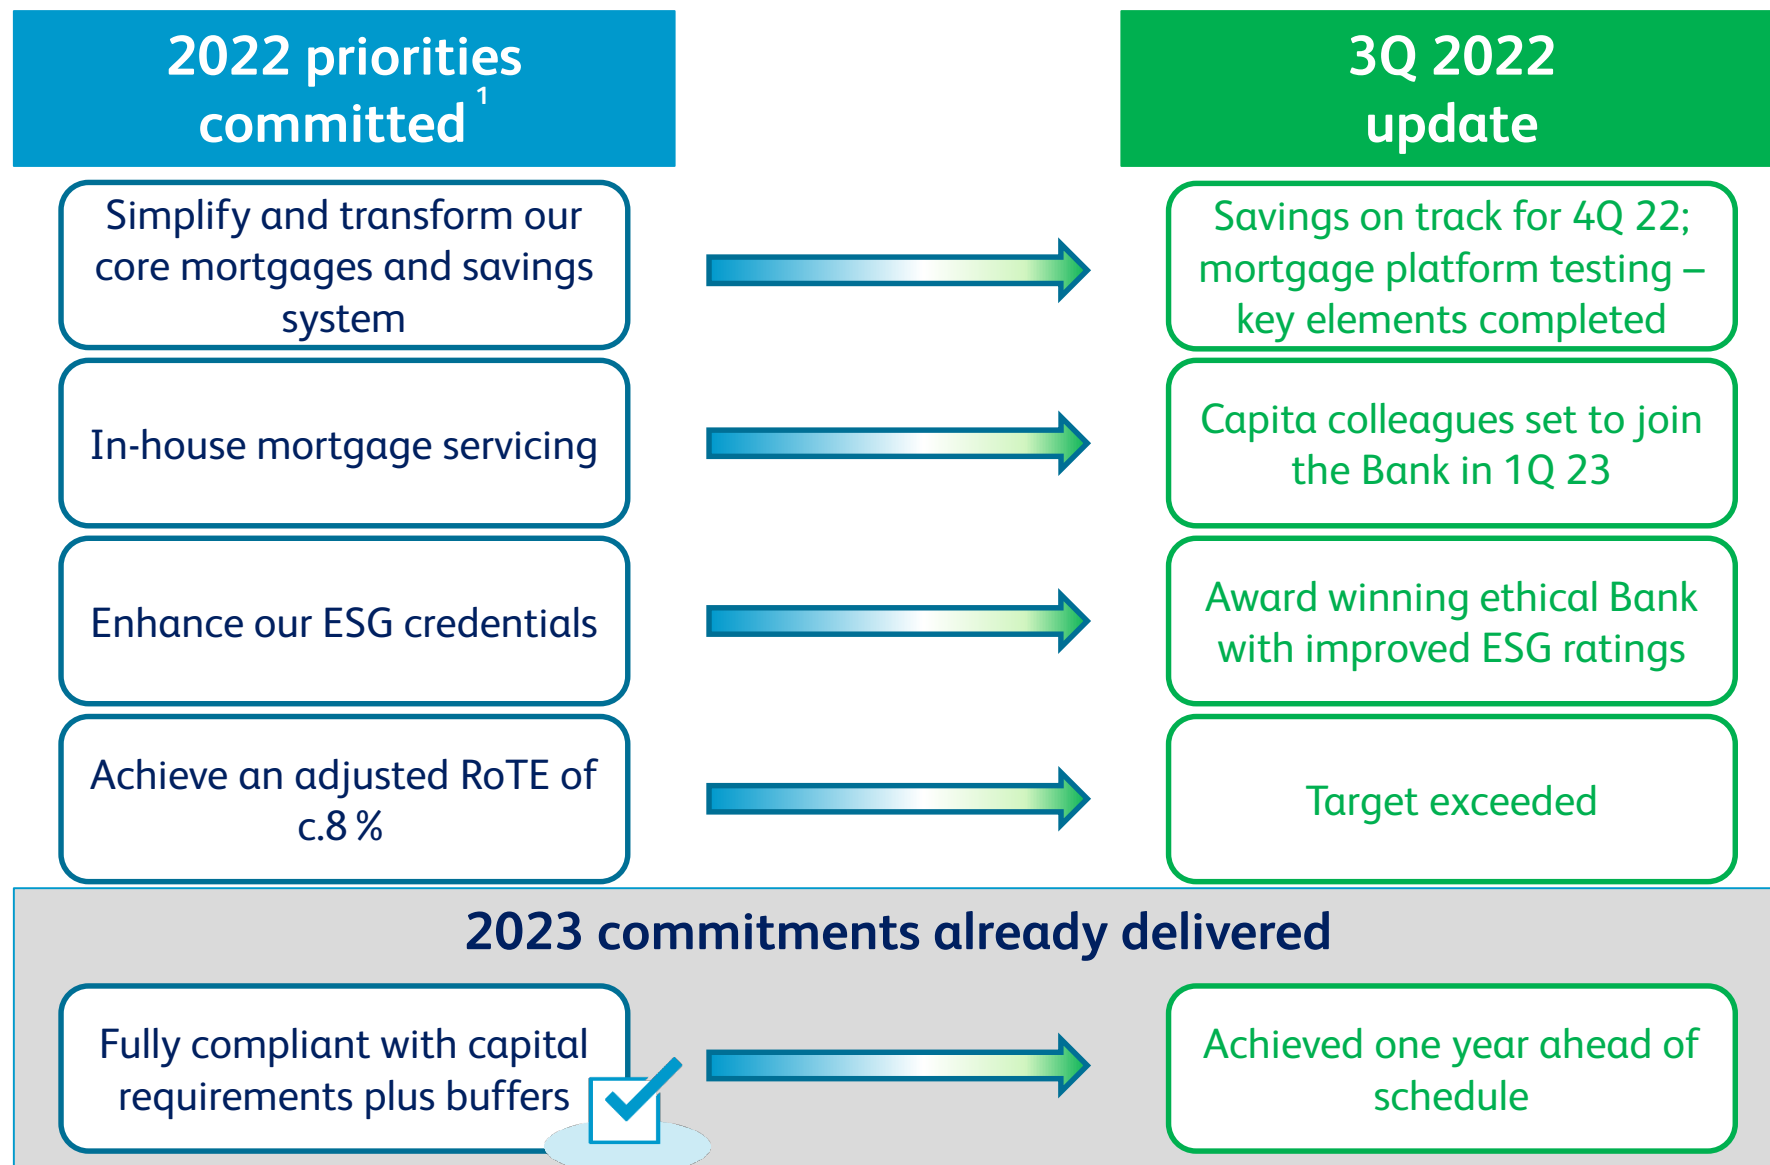 2022 priorities
committed 1
3Q 2022
update
Simplify and transform our
core mortgages and savings
system
Savings on track for 4Q 22;
mortgage platform testing –
key elements completed
In-house mortgage servicing
Capita colleagues set to join
the Bank in 1Q 23
Enhance our ESG credentials
Award winning ethical Bank
with improved ESG ratings
Achieve an adjusted RoTE of
c.8 %
Target exceeded
2023 commitments already delivered
Fully compliant with capital
requirements plus buffers
Achieved one year ahead of
schedule